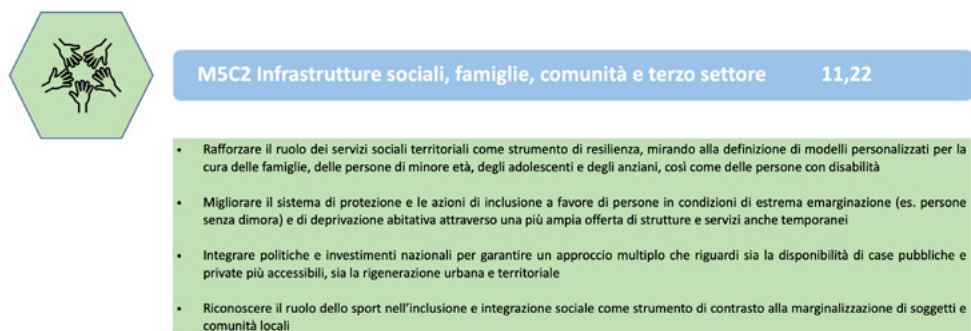 M5C2 Infrastrutture sociali, famiglie, comunità e terzo settore 11,22
• Rafforzare il ruolo dei servizi sociali territoriali come strumento di resilienza, mirando alla definizione di modelli personalizzati per la
cura delle famiglie, delle persone di minore età, degli adolescenti e degli anziani, così come delle persone con disabilità
• Migliorare il sistema di protezione e le azioni di inclusione a favore di persone in condizioni di estrema emarginazione (es. persone
senza dimora) e di deprivazione abitativa attraverso una più ampia offerta di strutture e servizi anche temporanei
• Integrare politiche e investimenti nazionali per garantire un approccio multiplo che riguardi sia la disponibilità di case pubbliche e
private più accessibili, sia la rigenerazione urbana e territoriale
• Riconoscere il ruolo dello sport nell'inclusione e integrazione sociale come strumento di contrasto alla marginalizzazione di soggetti e
comunità locali